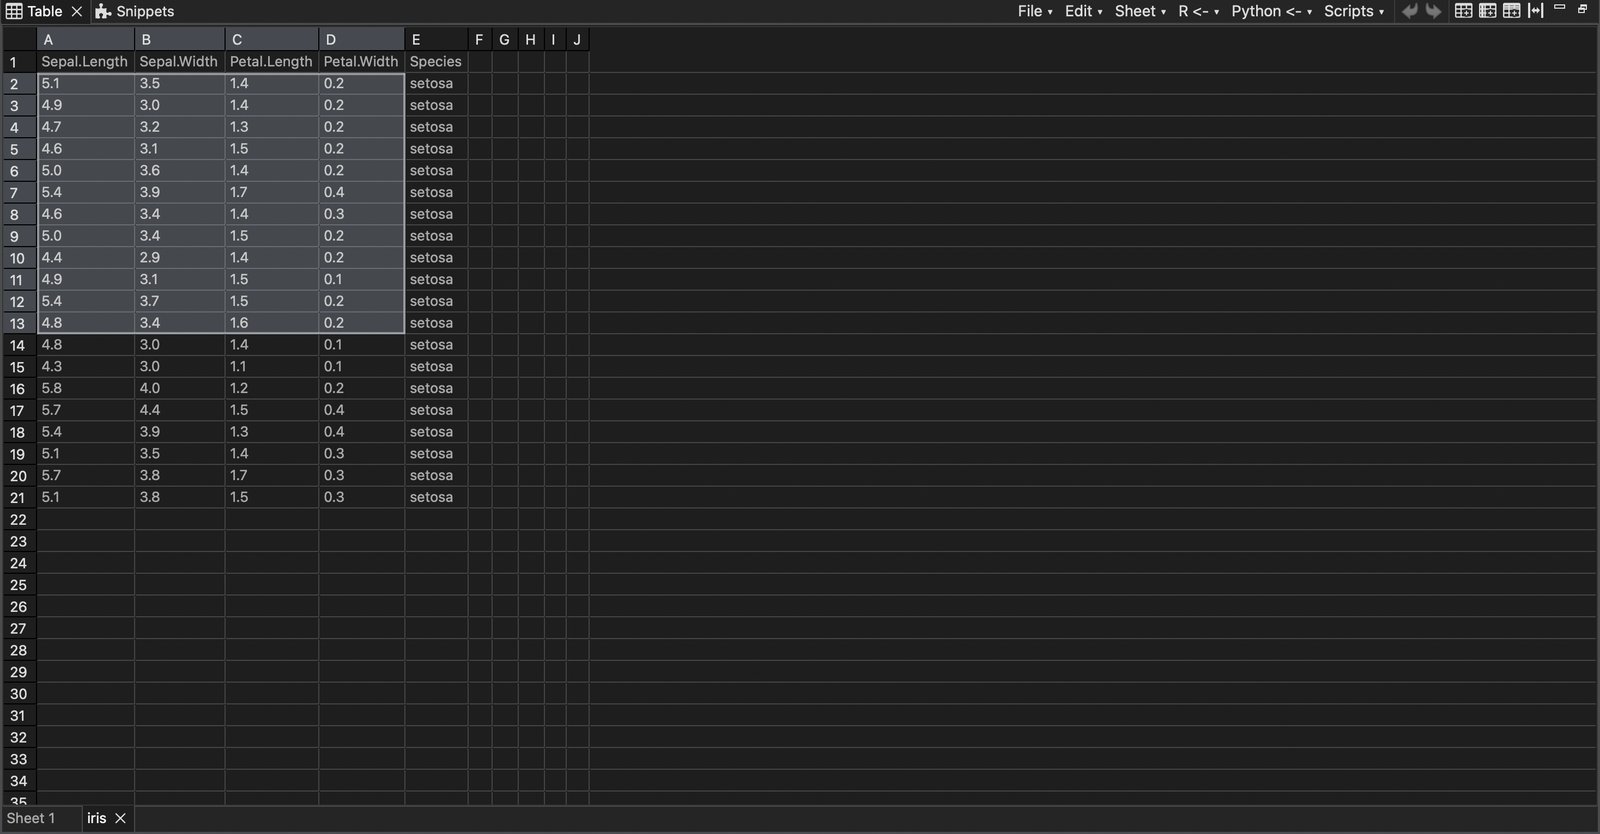 Table Snippets File Edit Sheet R <- Python <- Scripts
A B C D E F G H I J
1 Sepal.Length Sepal.Width Petal.Length Petal.Width Species
2 5.1 3.5 1.4 0.2 setosa
3 4.9 3.0 1.4 0.2 setosa
4 4.7 3.2 1.3 0.2 setosa
5 4.6 3.1 1.5 0.2 setosa
6 5.0 3.6 1.4 0.2 setosa
7 5.4 3.9 1.7 0.4 setosa
8 4.6 3.4 1.4 0.3 setosa
9 5.0 3.4 1.5 0.2 setosa
10 4.4 2.9 1.4 0.2 setosa
11 4.9 3.1 1.5 0.1 setosa
12 5.4 3.7 1.5 0.2 setosa
13 4.8 3.4 1.6 0.2 setosa
14 4.8 3.0 1.4 0.1 setosa
15 4.3 3.0 1.1 0.1 setosa
16 5.8 4.0 1.2 0.2 setosa
17 5.7 4.4 1.5 0.4 setosa
18 5.4 3.9 1.3 0.4 setosa
19 5.1 3.5 1.4 0.3 setosa
20 5.7 3.8 1.7 0.3 setosa
21 5.1 3.8 1.5 0.3 setosa
22
23
24
25
26
27
28
29
30
31
32
33
34
35
Sheet 1 iris